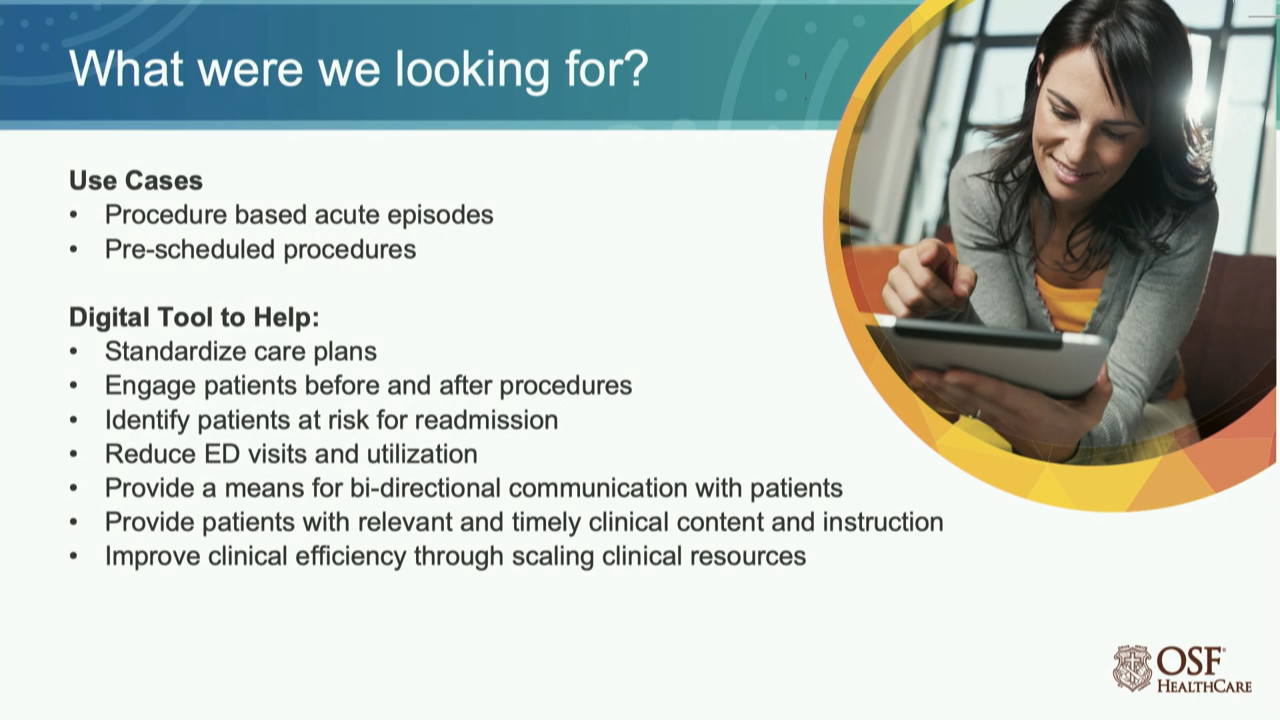 What were we looking for?
Use Cases
• Procedure based acute episodes
• Pre-scheduled procedures
Digital Tool to Help:
• Standardize care plans
• Engage patients before and after procedures
• Identify patients at risk for readmission
• Reduce ED visits and utilization
• Provide a means for bi-directional communication with patients
• Provide patients with relevant and timely clinical content and instruction
• Improve clinical efficiency through scaling clinical resources
OSF
HEALTHCARE